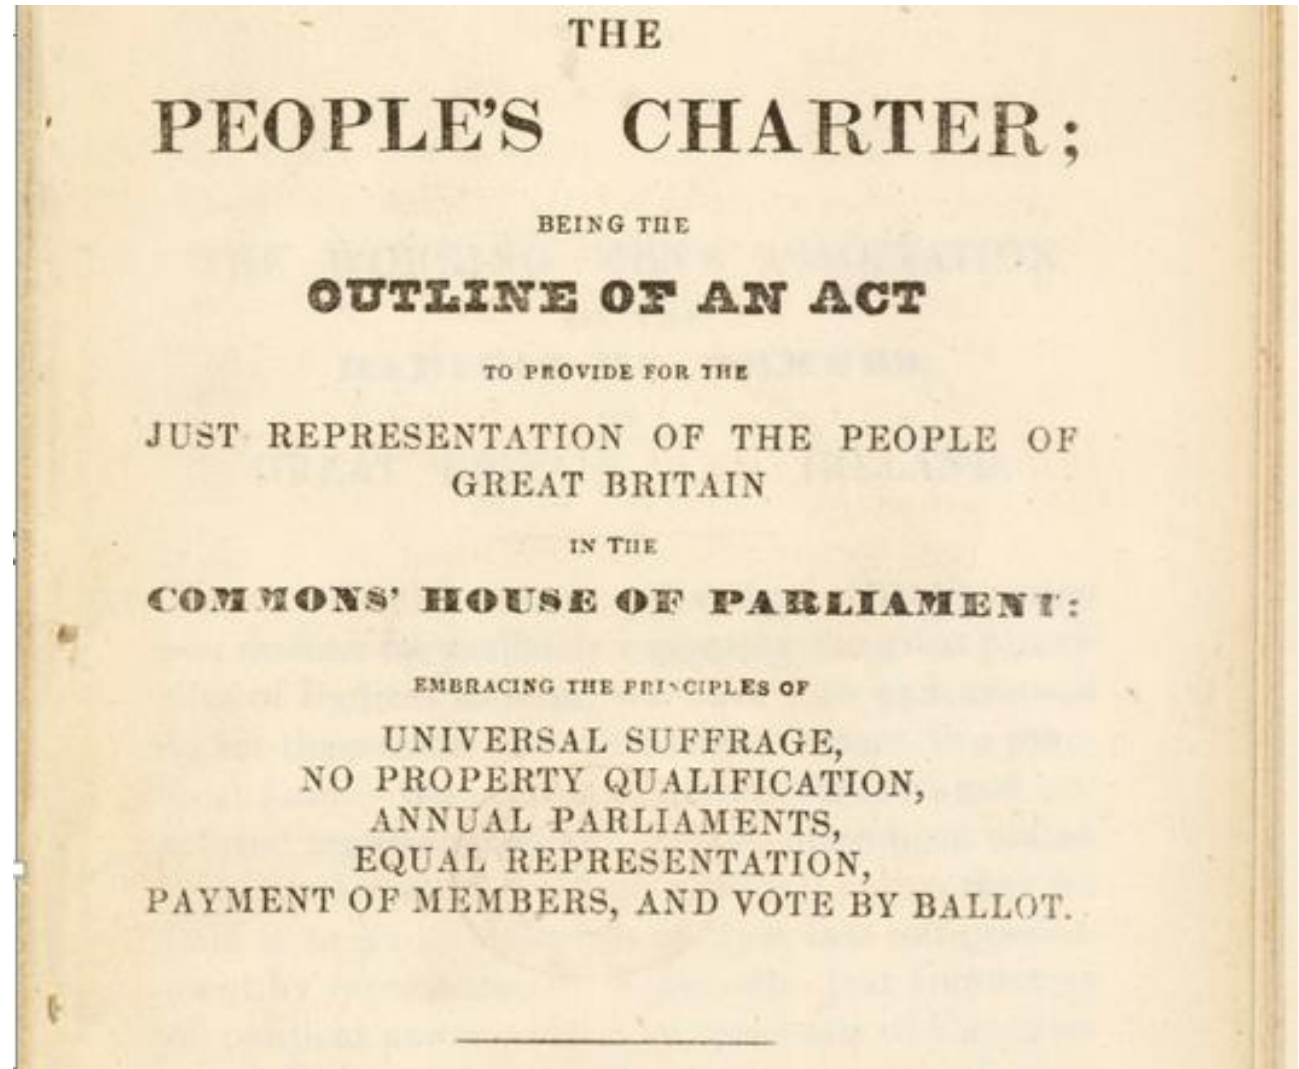 THE
PEOPLE'S CHARTER;
BEING THE
OUTLINE OF AN ACT
TO PROVIDE FOR THE
JUST REPRESENTATION OF THE PEOPLE OF
GREAT BRITAIN
IN THE
COMMONS' HOUSE OF PARLIAMENT:
EMBRACING THE PRINCIPLES OF
UNIVERSAL SUFFRAGE,
NO PROPERTY QUALIFICATION,
ANNUAL PARLIAMENTS,
EQUAL REPRESENTATION,
PAYMENT OF MEMBERS, AND VOTE BY BALLOT.